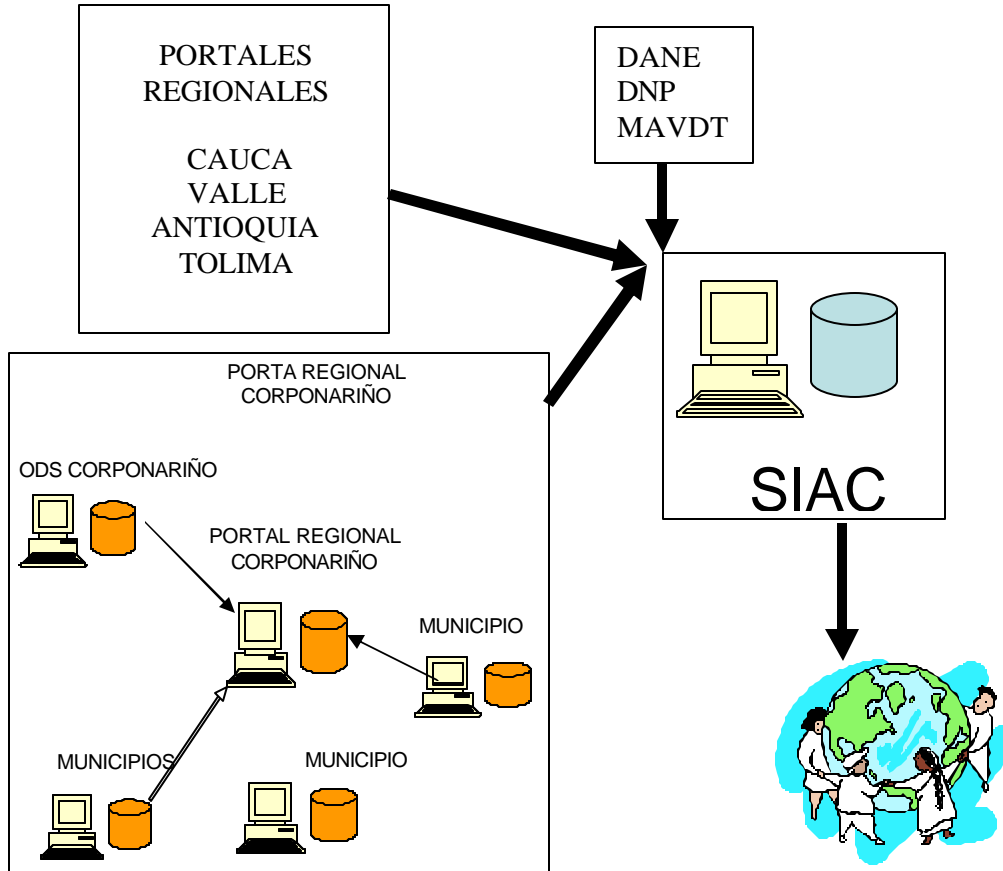 PORTALES
REGIONALES
CAUCA
VALLE
ANTIOQUIA
TOLIMA
DANE
DNP
MAVDT
SIAC
PORTA REGIONAL
CORPONARIÑO
ODS CORPONARIÑO
PORTAL REGIONAL
CORPONARIÑO
MUNICIPIO
MUNICIPIOS
MUNICIPIO